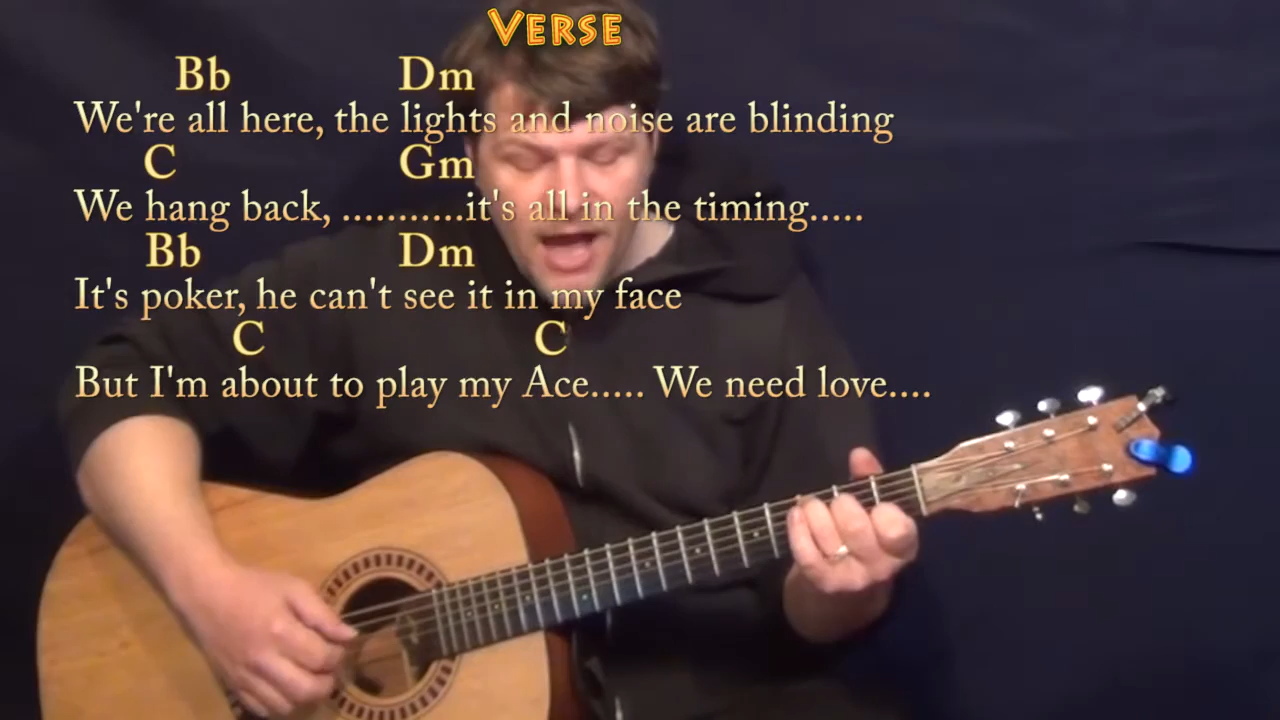 VERSE
Bb Dm
We're all here, the lights and noise are blinding
C Gm
We hang back, ...........it's all in the timing.....
Bb Dm
It's poker, he can't see it in my face
C C
But I'm about to play my Ace..... We need love....